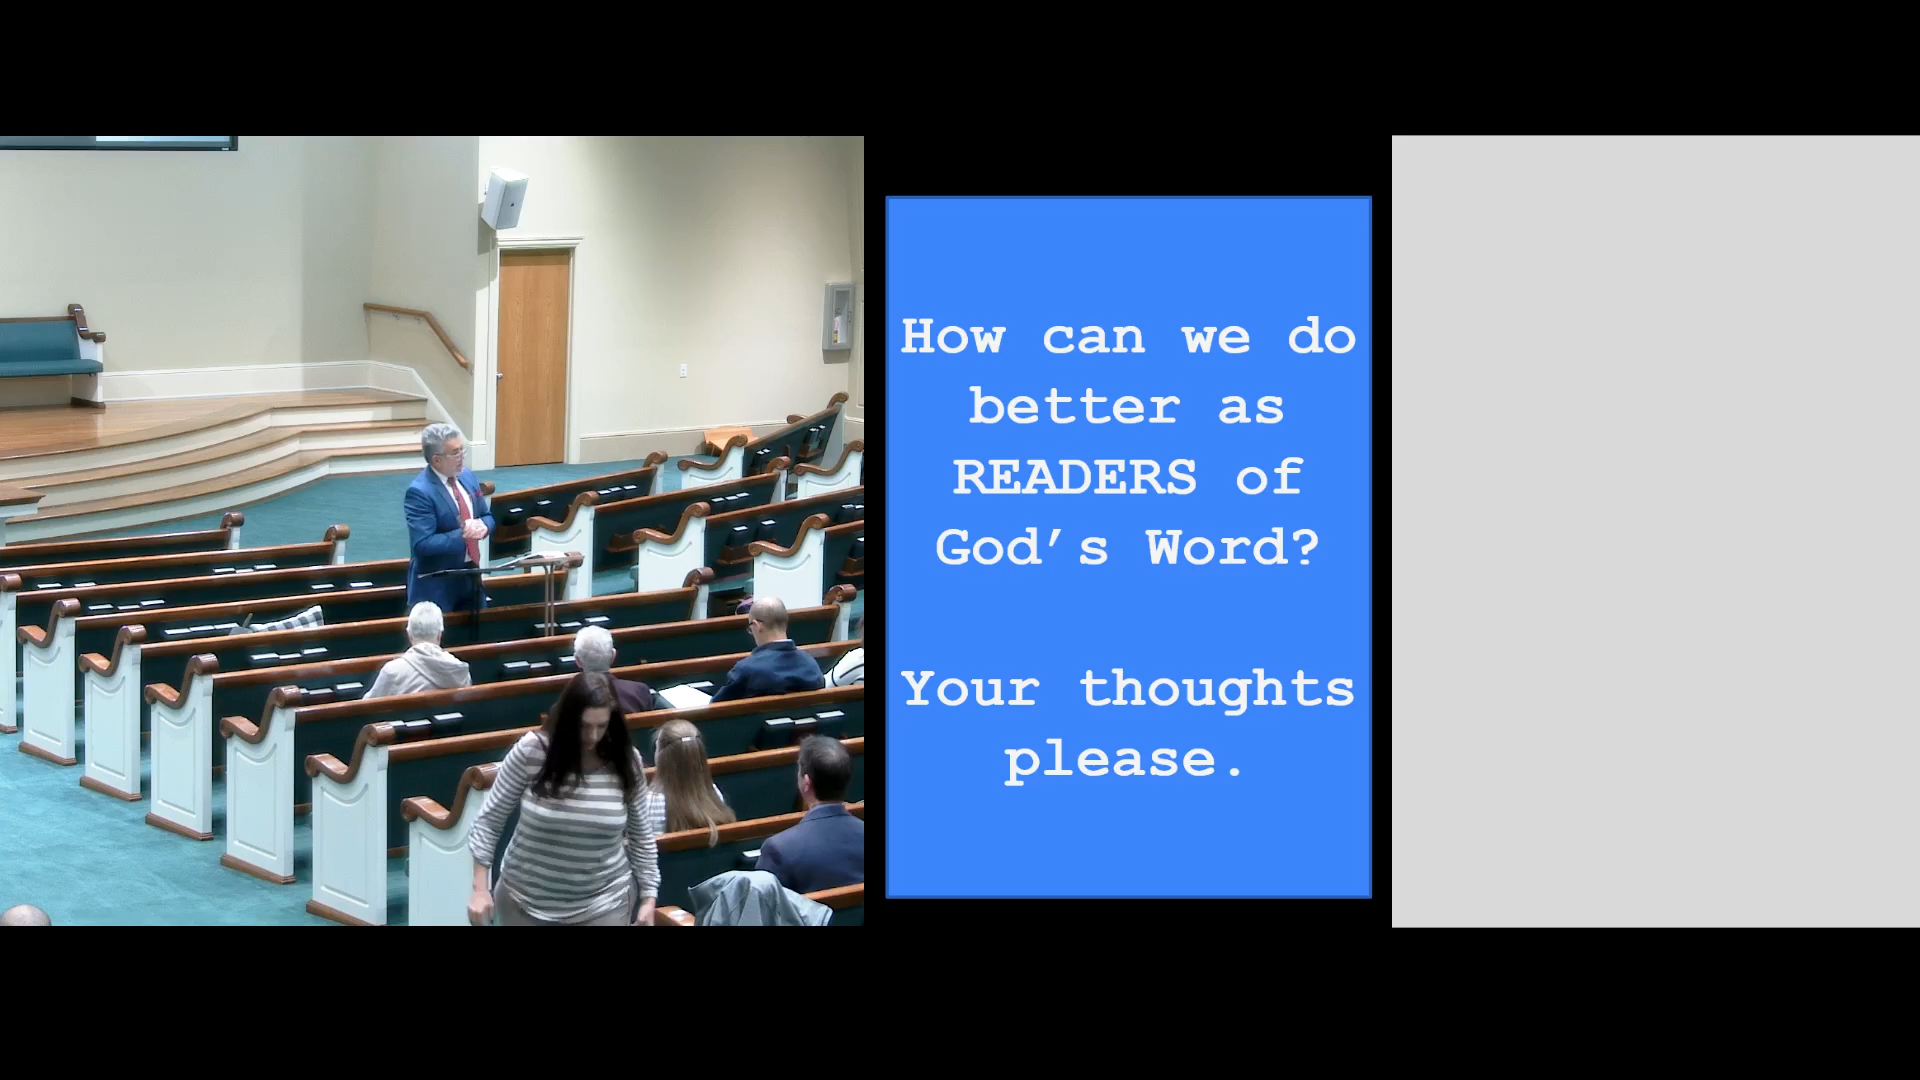 How can we do
better as
READERS of
God’s Word?
Your thoughts
please.